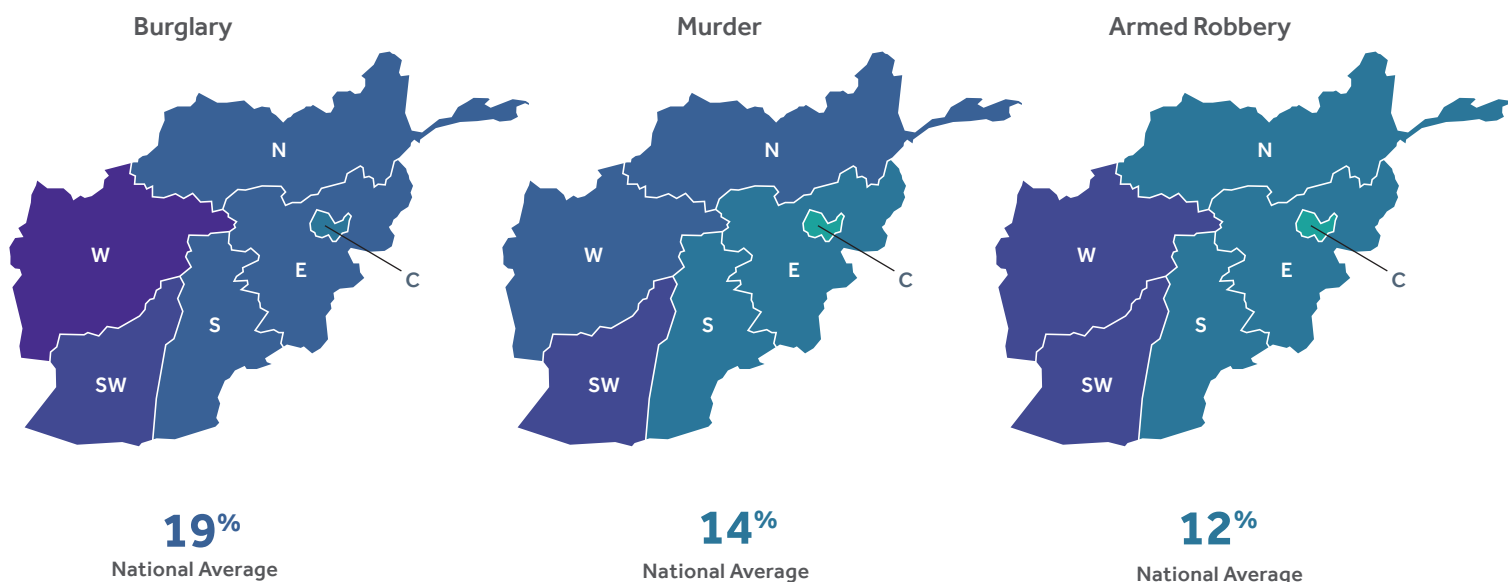 Burglary
Murder
Armed Robbery
N
W
E
C
S
SW
N
W
E
C
S
SW
N
W
E
C
S
SW
19%
National Average
14%
National Average
12%
National Average